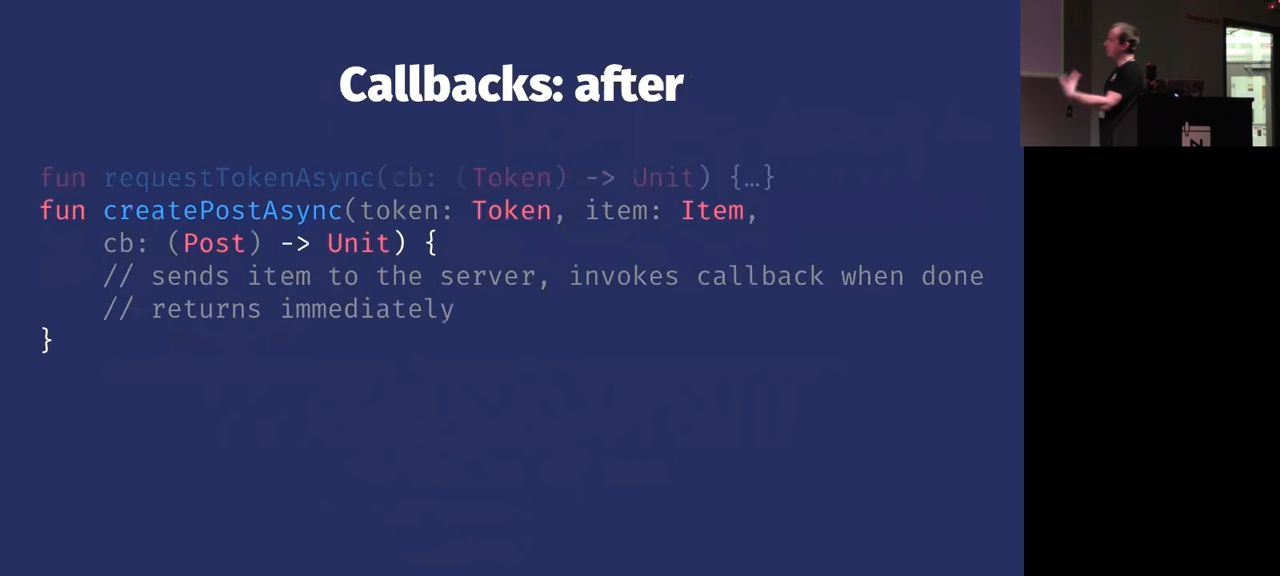 Callbacks: after
fun requestTokenAsync(cb: (Token) -> Unit) {…}
fun createPostAsync(token: Token, item: Item,
    cb: (Post) -> Unit) {
    // sends item to the server, invokes callback when done
    // returns immediately
}